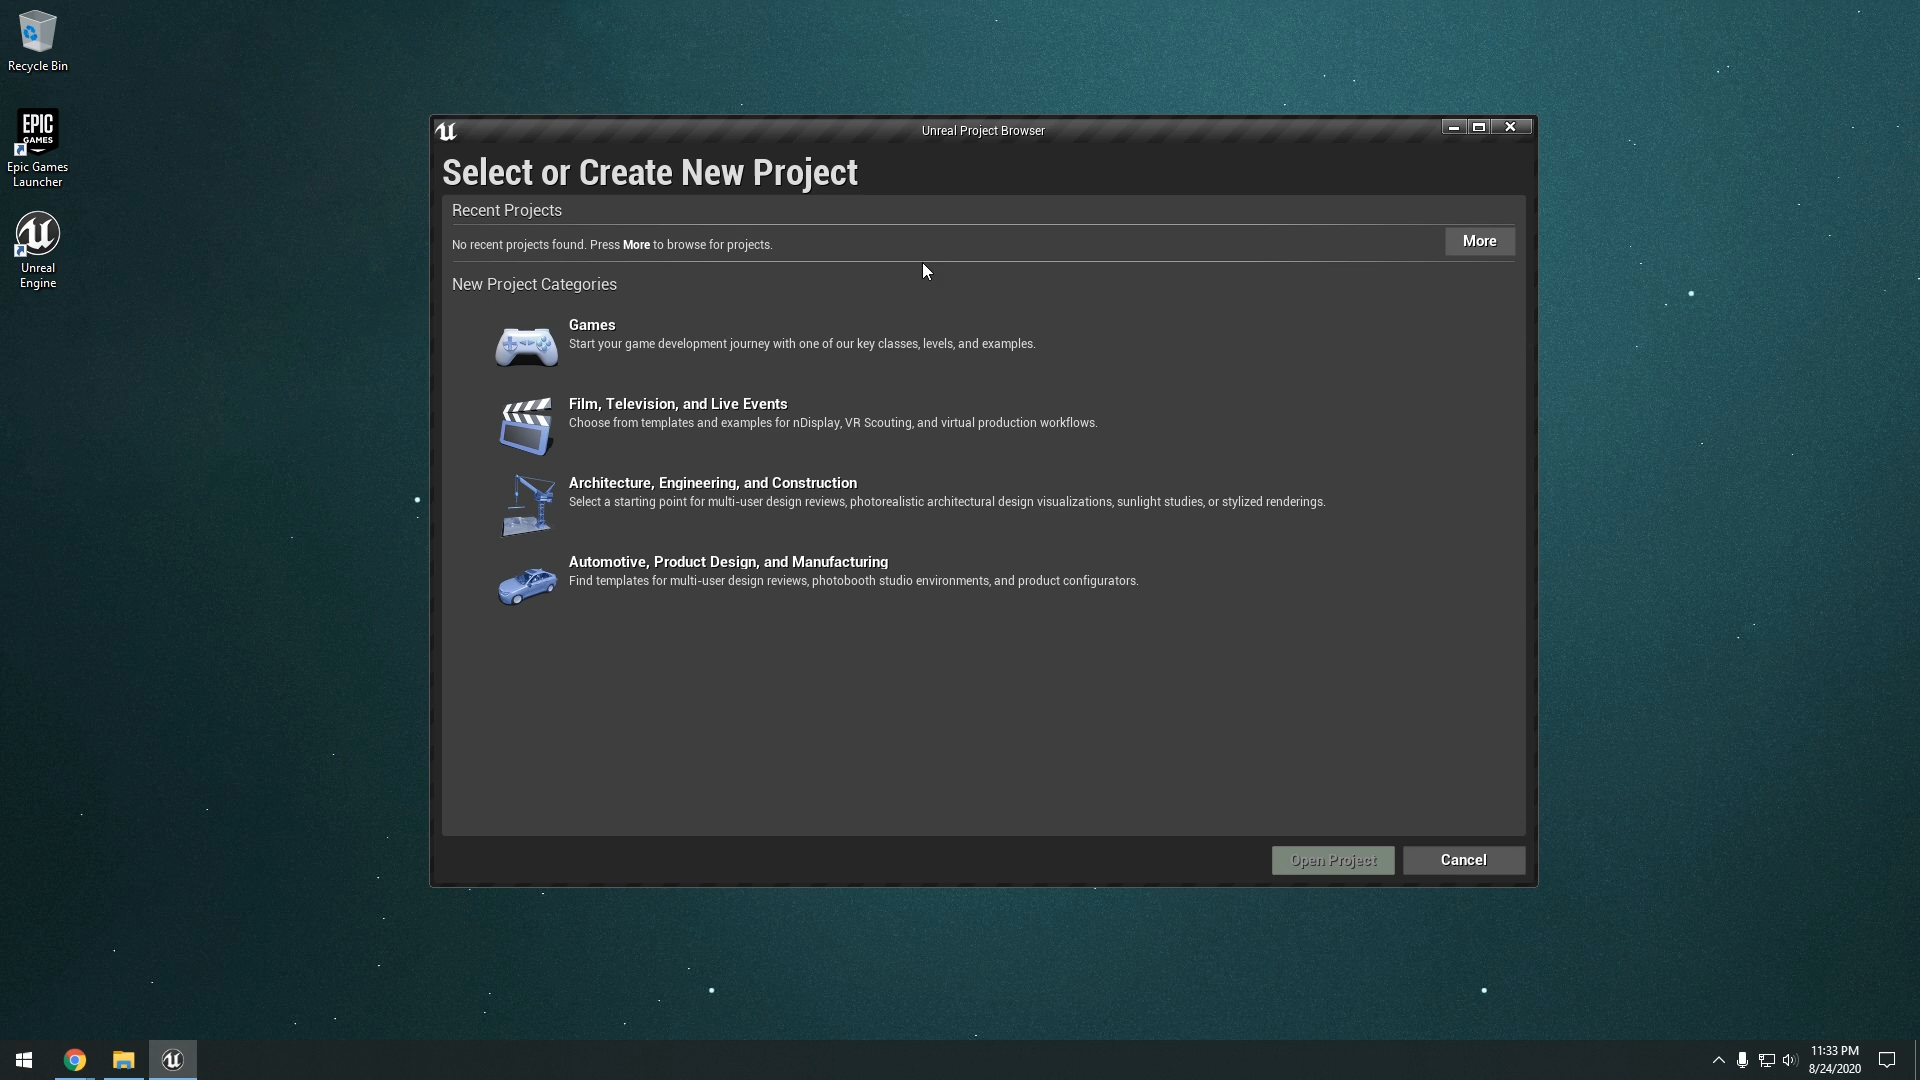 Recycle Bin
EPIC
GAMES
Epic Games
Launcher
Unreal
Engine
Unreal Project Browser
Select or Create New Project
Recent Projects
No recent projects found. Press More to browse for projects.
More
New Project Categories
Games
Start your game development journey with one of our key classes, levels, and examples.
Film, Television, and Live Events
Choose from templates and examples for nDisplay, VR Scouting, and virtual production workflows.
Architecture, Engineering, and Construction
Select a starting point for multi-user design reviews, photorealistic architectural design visualizations, sunlight studies, or stylized renderings.
Automotive, Product Design, and Manufacturing
Find templates for multi-user design reviews, photobooth studio environments, and product configurators.
Open Project
Cancel
11:33 PM
8/24/2020